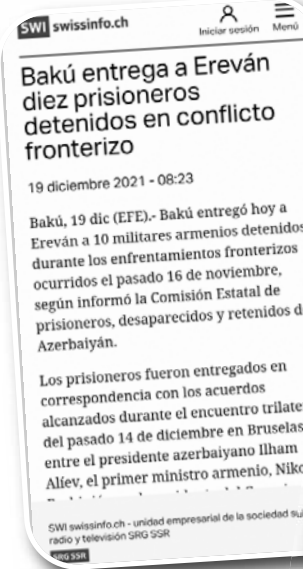 SWI swissinfo.ch
Iniciar sesión Menú
Bakú entrega a Ereván
diez prisioneros
detenidos en conflicto
fronterizo
19 diciembre 2021 - 08:23
Bakú, 19 dic (EFE).- Bakú entregó hoy a
Ereván a 10 militares armenios detenidos
durante los enfrentamientos fronterizos
ocurridos el pasado 16 de noviembre,
según informó la Comisión Estatal de
prisioneros, desaparecidos y retenidos d
Azerbaiyán.
Los prisioneros fueron entregados en
correspondencia con los acuerdos
alcanzados durante el encuentro trilate
del pasado 14 de diciembre en Bruselas
entre el presidente azerbaiyano Ilham
Alíev, el primer ministro armenio, Niko
SWI swissinfo.ch - unidad empresarial de la sociedad sui
radio y televisión SRG SSR
SRG SSR